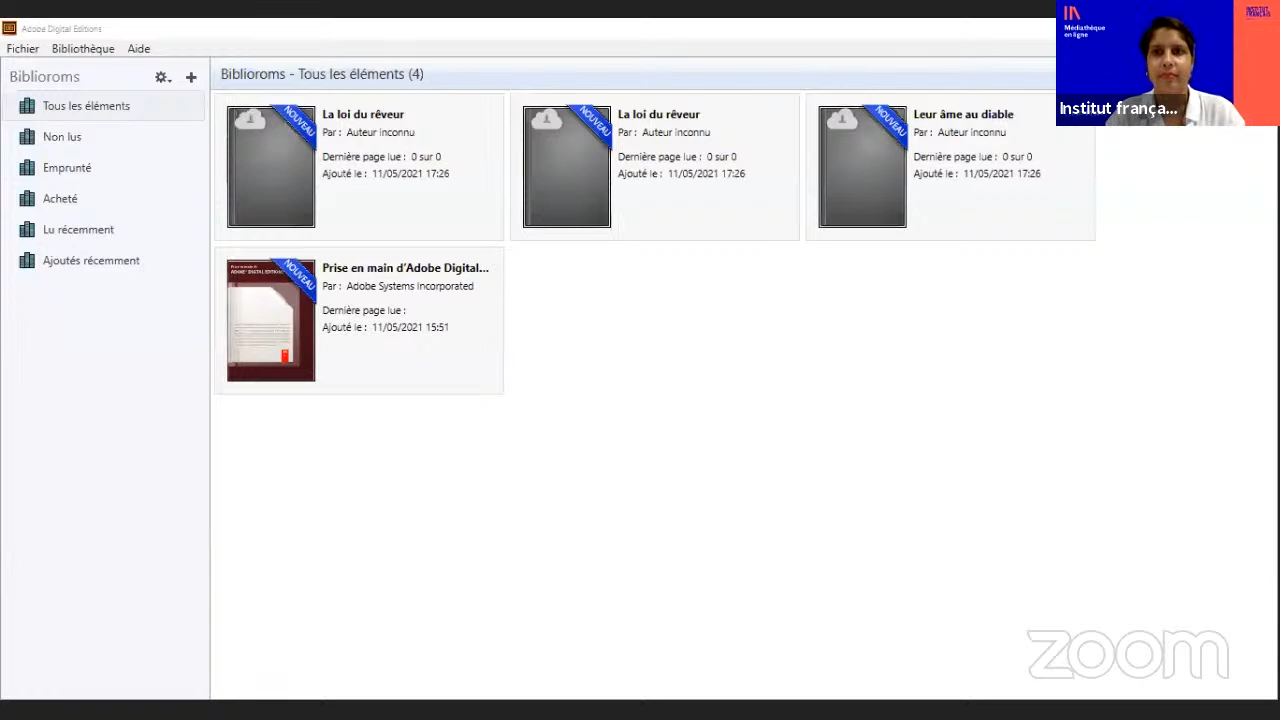 Adobe Digital Editions
Fichier Bibliothèque Aide
Médiathèque
en ligne
INSTITUT
FRANÇAIS
Institut frança...
Biblioroms
Tous les éléments
Non lus
Emprunté
Acheté
Lu récemment
Ajoutés récemment
Biblioroms - Tous les éléments (4)
NOUVEAU
La loi du rêveur
Par : Auteur inconnu
Dernière page lue : 0 sur 0
Ajouté le : 11/05/2021 17:26
NOUVEAU
La loi du rêveur
Par : Auteur inconnu
Dernière page lue : 0 sur 0
Ajouté le : 11/05/2021 17:26
NOUVEAU
Leur âme au diable
Par : Auteur inconnu
Dernière page lue : 0 sur 0
Ajouté le : 11/05/2021 17:26
NOUVEAU
Prise en main d'Adobe Digital...
Par : Adobe Systems Incorporated
Dernière page lue :
Ajouté le : 11/05/2021 15:51
zoom